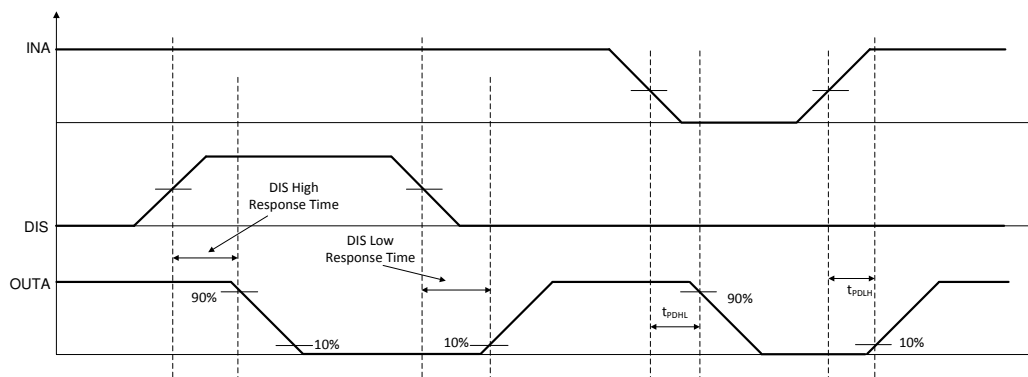 INA
DIS
DIS High
Response Time
DIS Low
Response Time
OUTA
90%
10%
10%
tPDHL
90%
tPDLH
10%